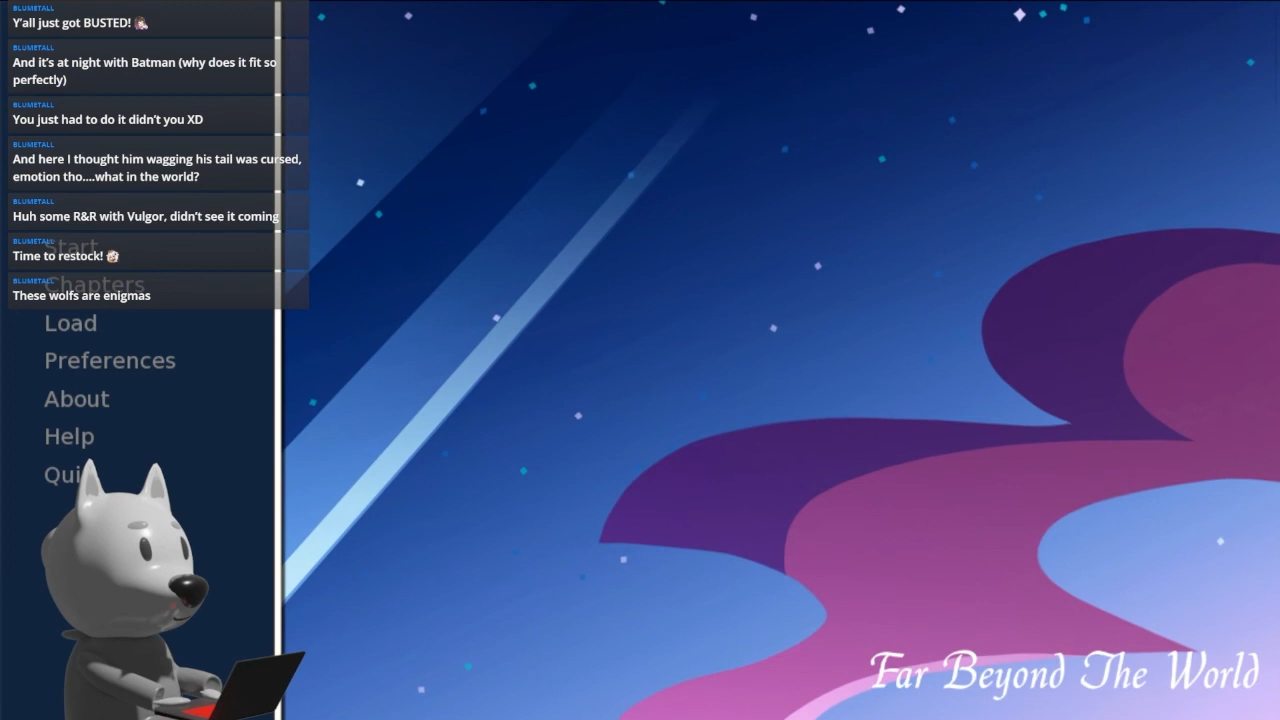 BLUMETALL
Y'all just got BUSTED!
BLUMETALL
And it's at night with Batman (why does it fit so
perfectly)
BLUMETALL
You just had to do it didn't you XD
BLUMETALL
And here I thought him wagging his tail was cursed,
emotion tho....what in the world?
BLUMETALL
Huh some R&R with Vulgor, didn't see it coming
BLUMETALL
Time to restock!
BLUMETALL
These wolfs are enigmas
Start
Chapters
Load
Preferences
About
Help
Qui
Far Beyond The World